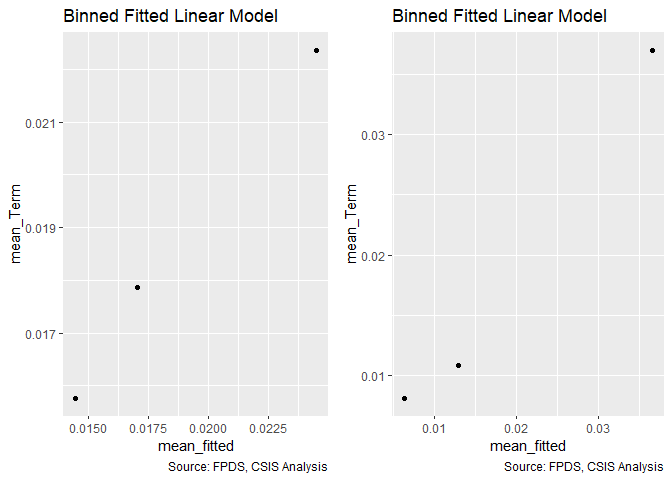 Binned Fitted Linear Model
mean_Term
0.021
0.019
0.017
0.0150 0.0175 0.0200 0.0225
mean_fitted
Source: FPDS, CSIS Analysis
Binned Fitted Linear Model
mean_Term
0.03
0.02
0.01
0.01 0.02 0.03
mean_fitted
Source: FPDS, CSIS Analysis